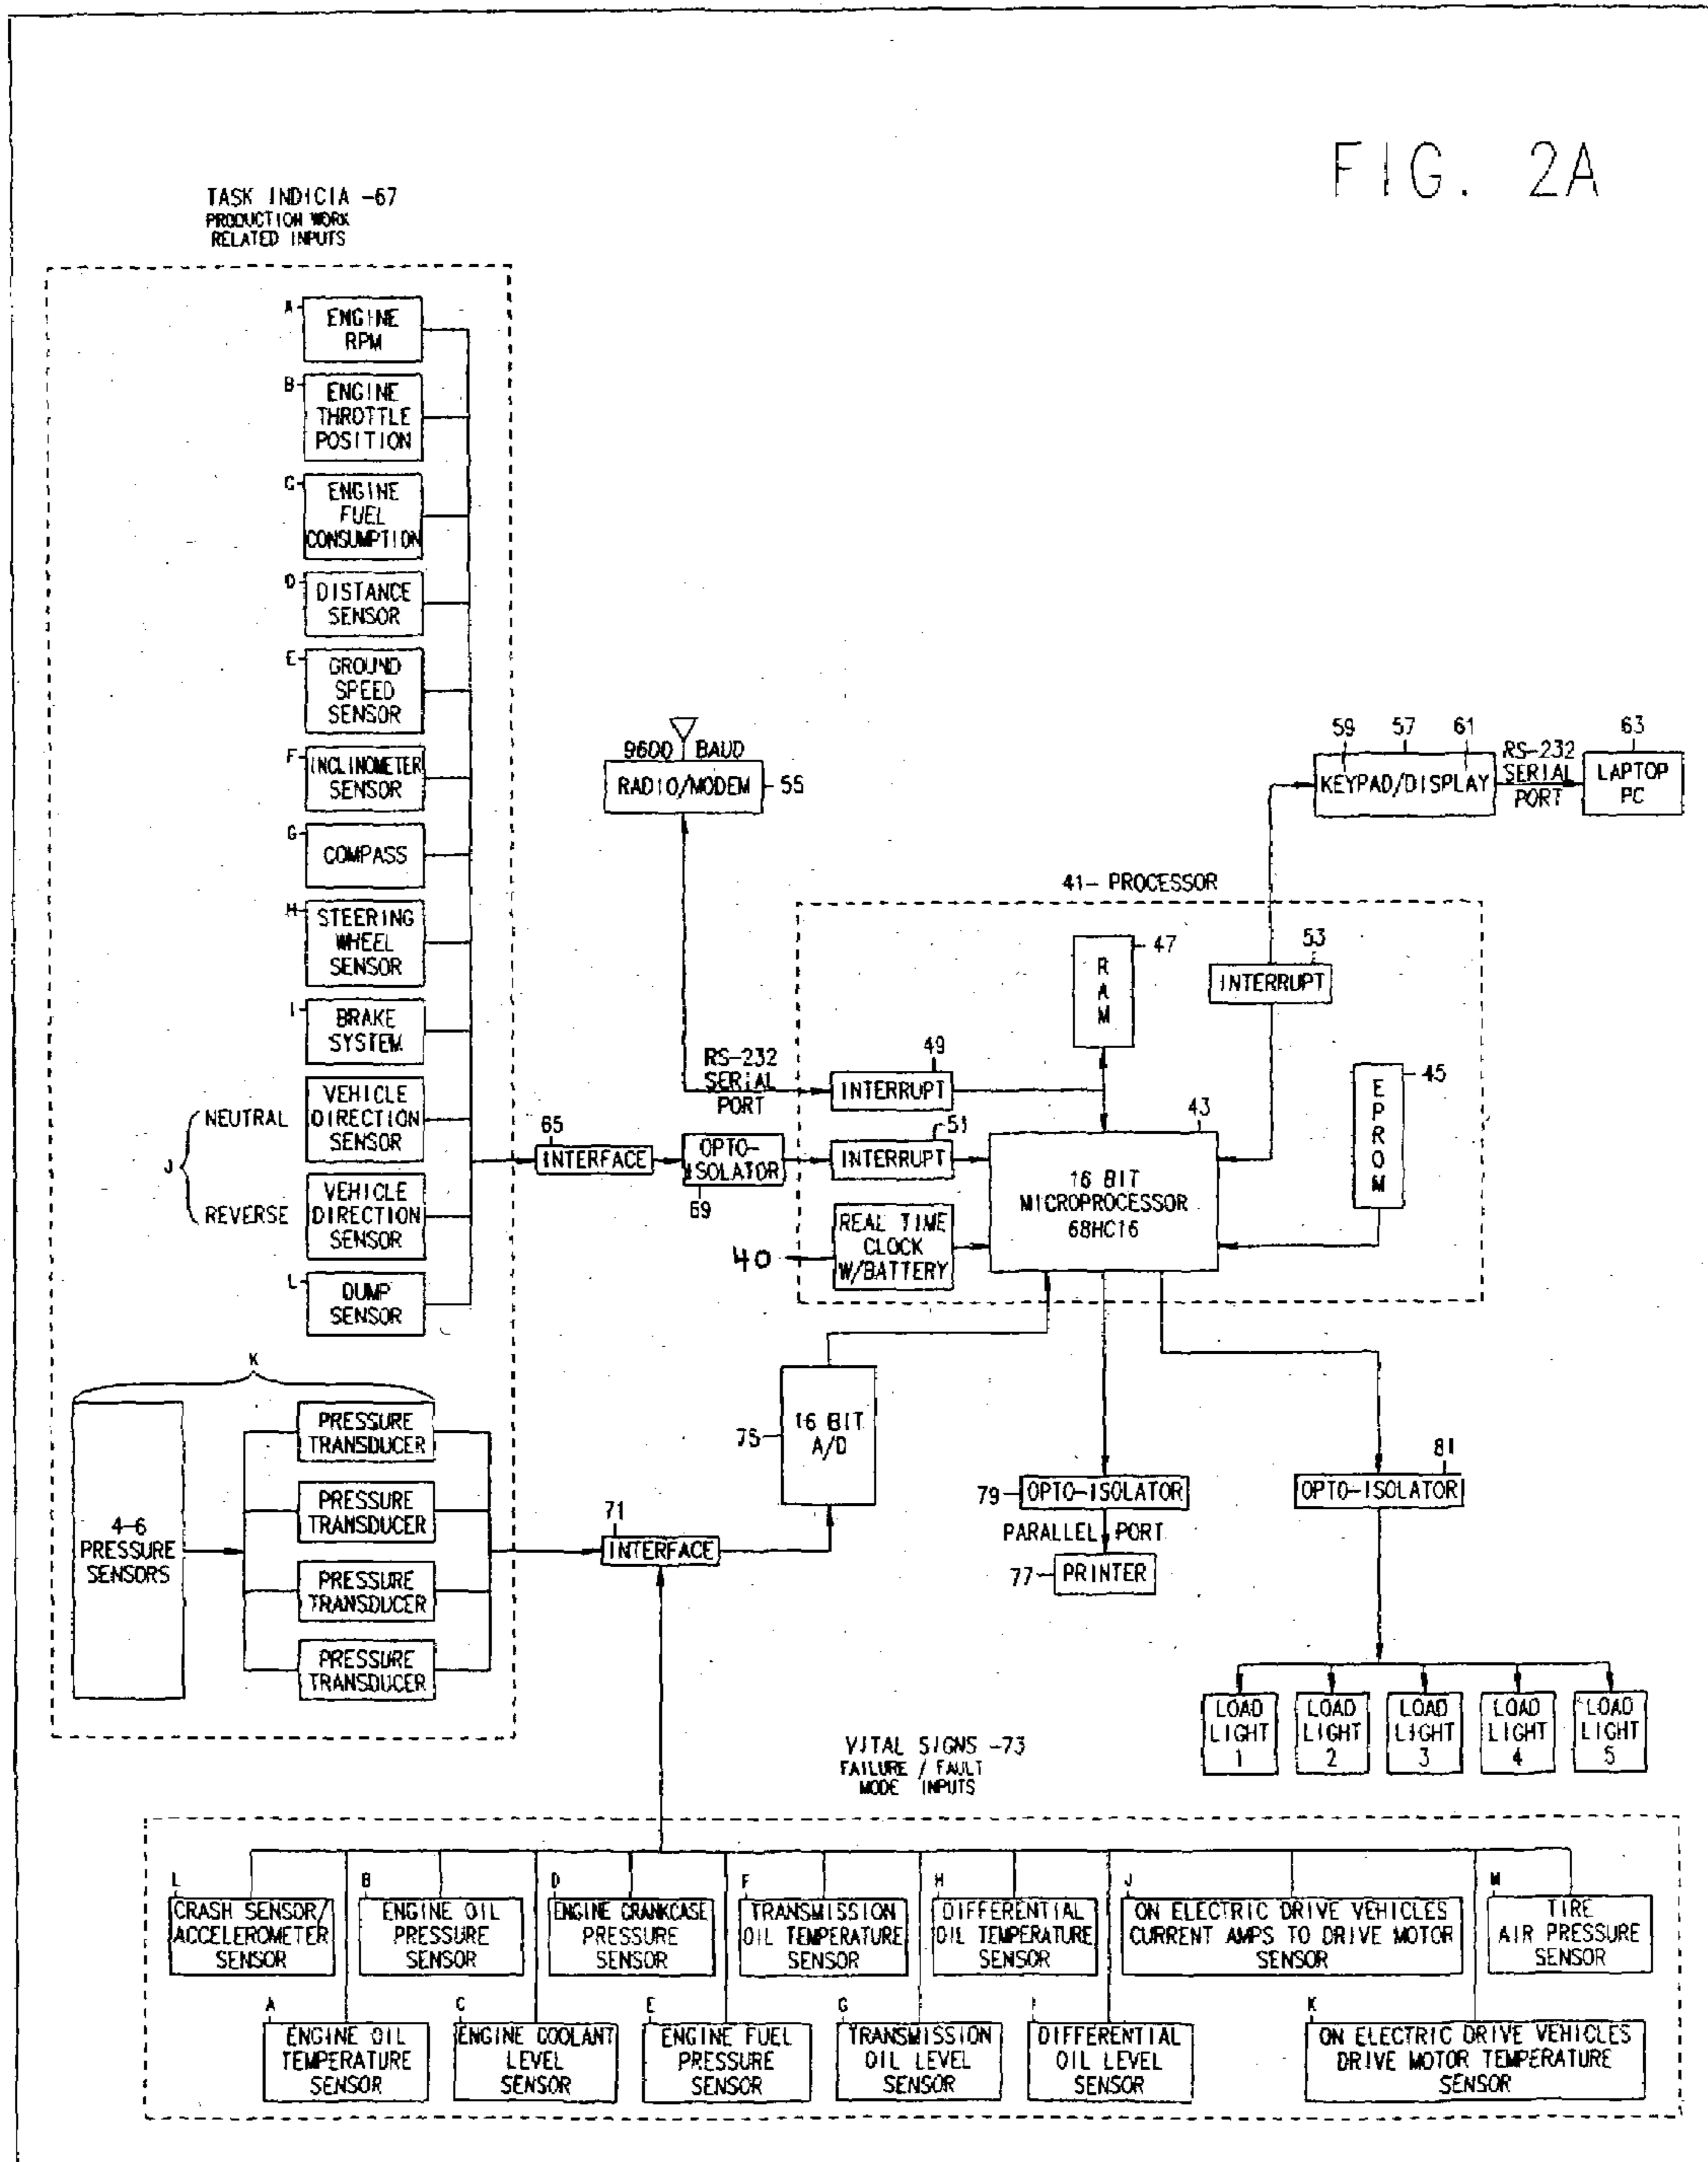 FIG. 2A
TASK INDICIA -67
PRODUCTION WORK
RELATED INPUTS
A
ENGINE
RPM
B
ENGINE
THROTTLE
POSITION
C
ENGINE
FUEL
CONSUMPTION
D
DISTANCE
SENSOR
E
GROUND
SPEED
SENSOR
F
INCLINOMETER
SENSOR
G
COMPASS
H
STEERING
WHEEL
SENSOR
I
BRAKE
SYSTEM
J
NEUTRAL
VEHICLE
DIRECTION
SENSOR
REVERSE
VEHICLE
DIRECTION
SENSOR
L
DUMP
SENSOR
K
4-6
PRESSURE
SENSORS
PRESSURE
TRANSDUCER
PRESSURE
TRANSDUCER
PRESSURE
TRANSDUCER
PRESSURE
TRANSDUCER
9600 BAUD
RADIO/MODEM
55
59 57 61
KEYPAD/DISPLAY
RS-232
SERIAL
PORT
63
LAPTOP
PC
41- PROCESSOR
RAM
47
53
INTERRUPT
RS-232
SERIAL
PORT
49
INTERRUPT
EPROM
45
65
INTERFACE
OPTO-
ISOLATOR
69
51
INTERRUPT
43
16 BIT
MICROPROCESSOR
68HC16
40
REAL TIME
CLOCK
W/BATTERY
75
16 BIT
A/D
71
INTERFACE
79
OPTO-ISOLATOR
PARALLEL PORT
77
PRINTER
81
OPTO-ISOLATOR
LOAD
LIGHT
1
LOAD
LIGHT
2
LOAD
LIGHT
3
LOAD
LIGHT
4
LOAD
LIGHT
5
VITAL SIGNS -73
FAILURE / FAULT
MODE INPUTS
L
CRASH SENSOR/
ACCELEROMETER
SENSOR
B
ENGINE OIL
PRESSURE
SENSOR
D
ENGINE CRANKCASE
PRESSURE
SENSOR
F
TRANSMISSION
OIL TEMPERATURE
SENSOR
H
DIFFERENTIAL
OIL TEMPERATURE
SENSOR
J
ON ELECTRIC DRIVE VEHICLES
CURRENT AMPS TO DRIVE MOTOR
SENSOR
M
TIRE
AIR PRESSURE
SENSOR
A
ENGINE OIL
TEMPERATURE
SENSOR
C
ENGINE COOLANT
LEVEL
SENSOR
E
ENGINE FUEL
PRESSURE
SENSOR
G
TRANSMISSION
OIL LEVEL
SENSOR
I
DIFFERENTIAL
OIL LEVEL
SENSOR
K
ON ELECTRIC DRIVE VEHICLES
DRIVE MOTOR TEMPERATURE
SENSOR